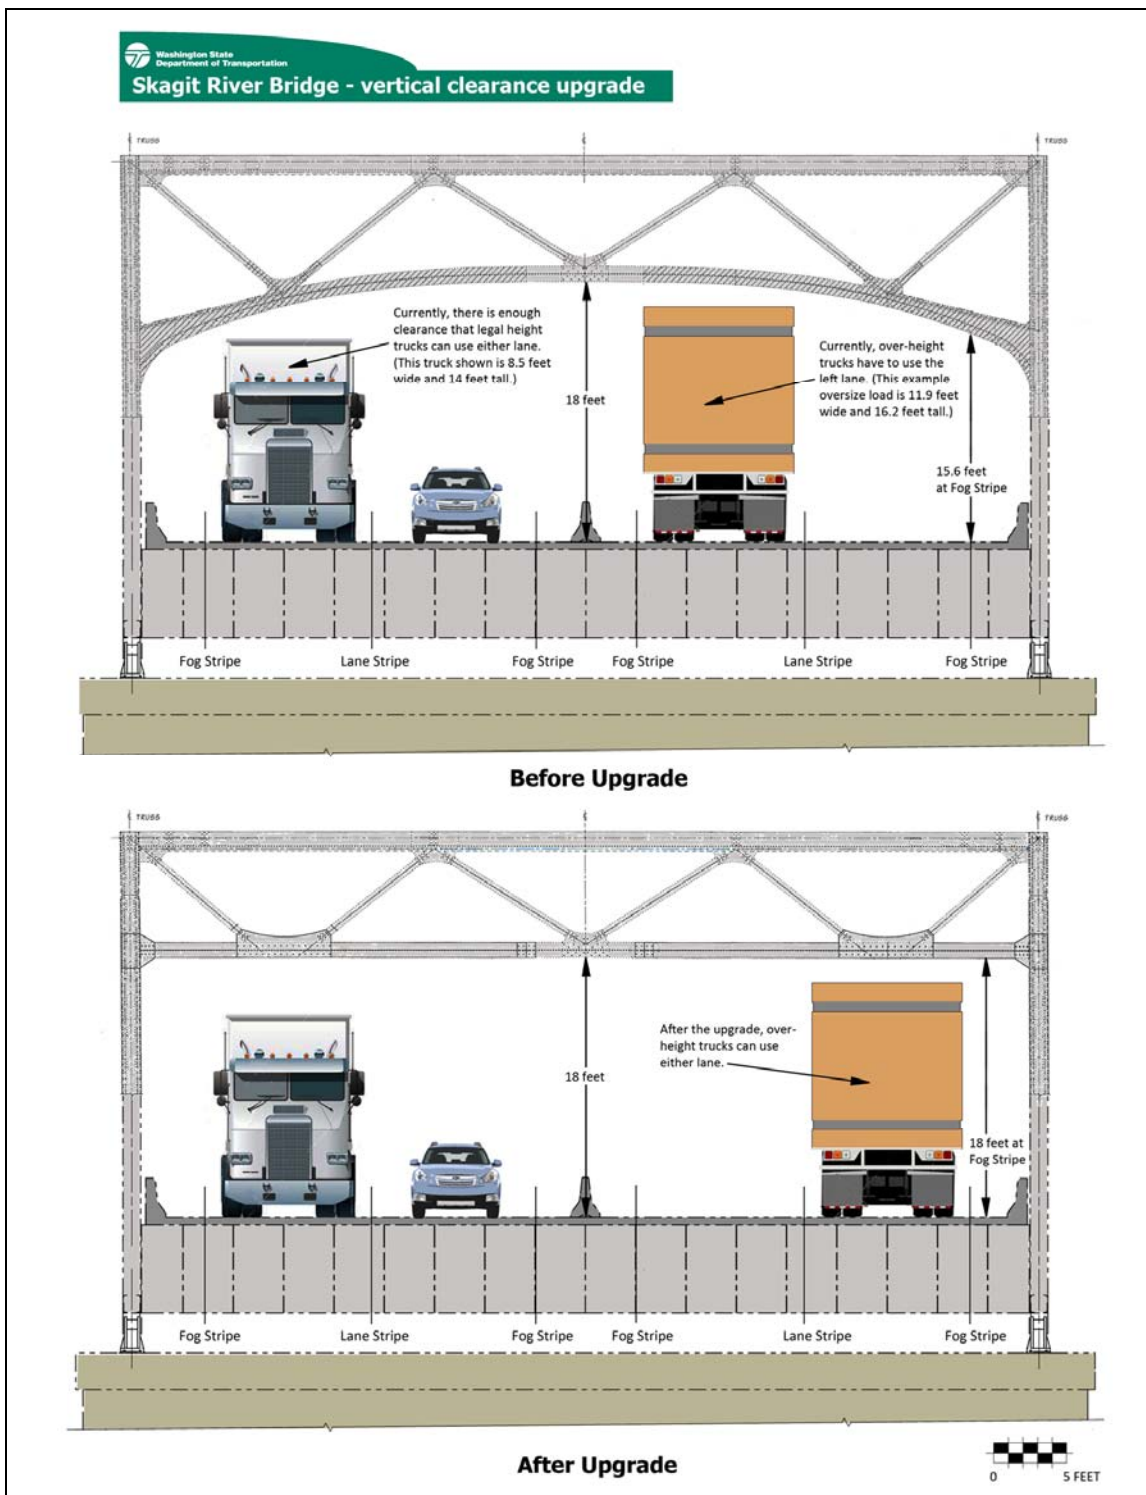 Washington State
Department of Transportation
Skagit River Bridge - vertical clearance upgrade
℄ TRUSS
℄
℄ TRUSS
Currently, there is enough
clearance that legal height
trucks can use either lane.
(This truck shown is 8.5 feet
wide and 14 feet tall.)
18 feet
Currently, over-height
trucks have to use the
left lane. (This example
oversize load is 11.9 feet
wide and 16.2 feet tall.)
15.6 feet
at Fog Stripe
Fog Stripe
Lane Stripe
Fog Stripe
Fog Stripe
Lane Stripe
Fog Stripe
Before Upgrade
℄ TRUSS
℄
℄ TRUSS
After the upgrade, over-
height trucks can use
either lane.
18 feet
18 feet at
Fog Stripe
Fog Stripe
Lane Stripe
Fog Stripe
Fog Stripe
Lane Stripe
Fog Stripe
After Upgrade
0 5 FEET